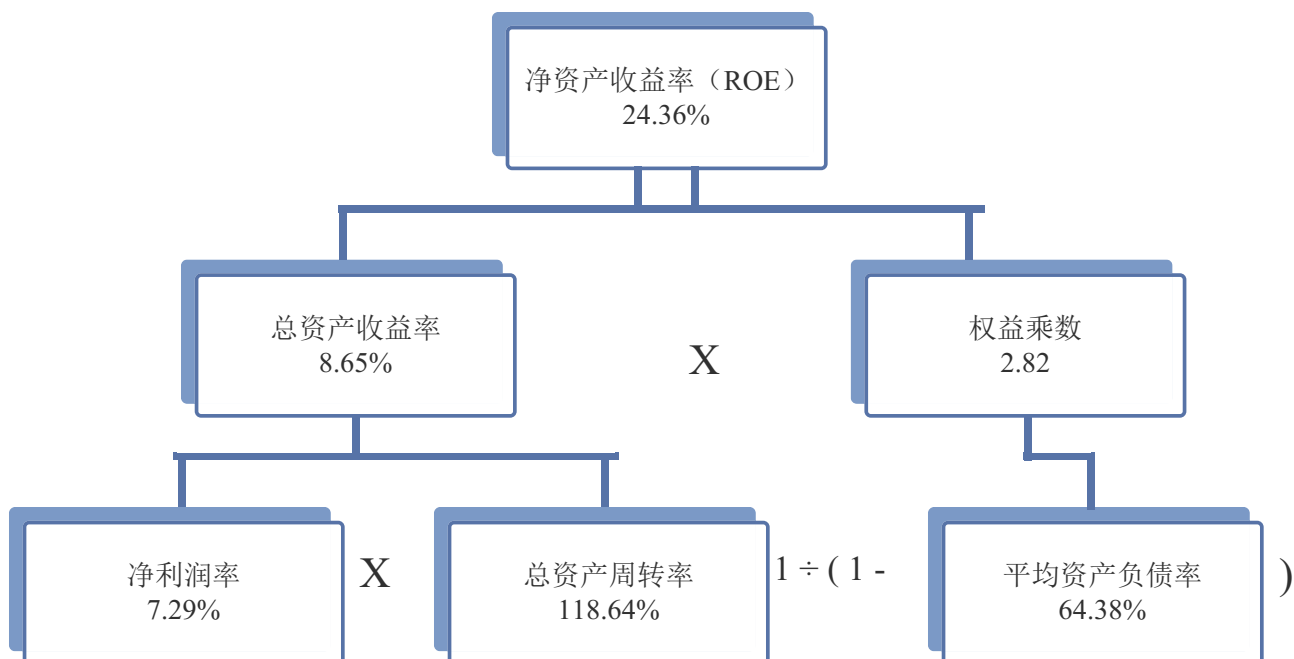 净资产收益率（ROE）
24.36%
总资产收益率
8.65%
X
权益乘数
2.82
净利润率
7.29%
X
总资产周转率
118.64%
1 ÷ ( 1 -
平均资产负债率
64.38%
)